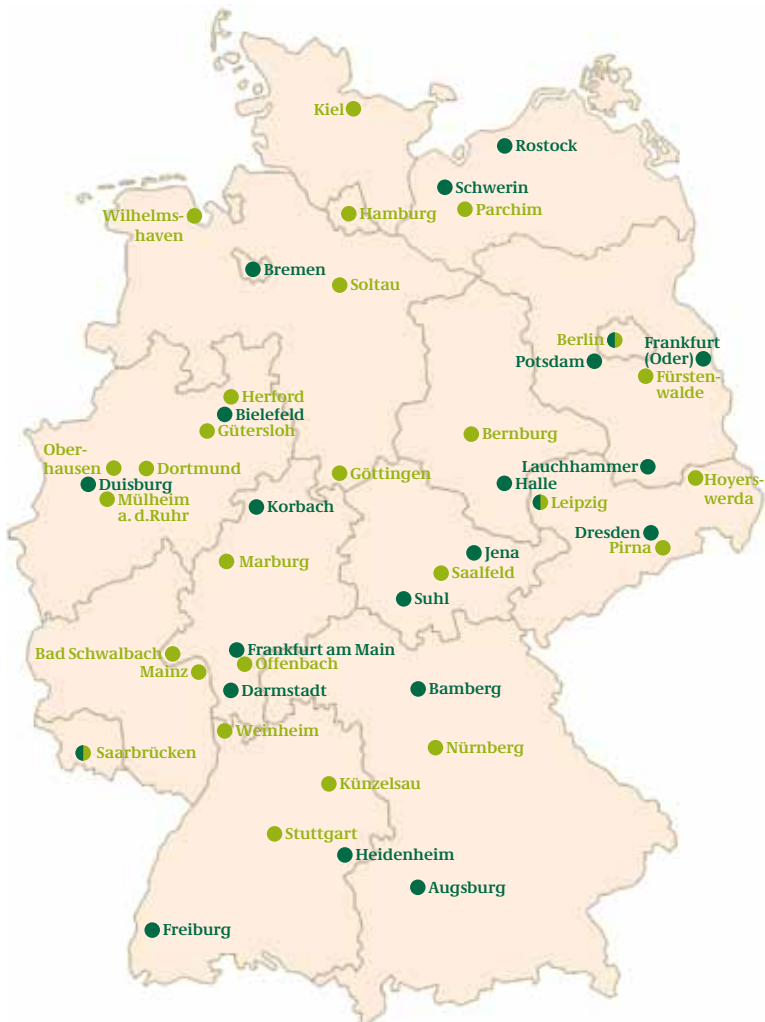 Kiel
Rostock
Schwerin
Parchim
Hamburg
Wilhelms-
haven
Bremen
Soltau
Berlin
Frankfurt
(Oder)
Potsdam
Fürsten-
walde
Herford
Bielefeld
Gütersloh
Bernburg
Ober-
hausen
Dortmund
Göttingen
Lauchhammer
Hoyers-
werda
Duisburg
Halle
Mülheim
a. d.Ruhr
Leipzig
Korbach
Dresden
Pirna
Jena
Marburg
Saalfeld
Suhl
Bad Schwalbach
Frankfurt am Main
Offenbach
Mainz
Darmstadt
Bamberg
Weinheim
Saarbrücken
Nürnberg
Künzelsau
Stuttgart
Heidenheim
Augsburg
Freiburg